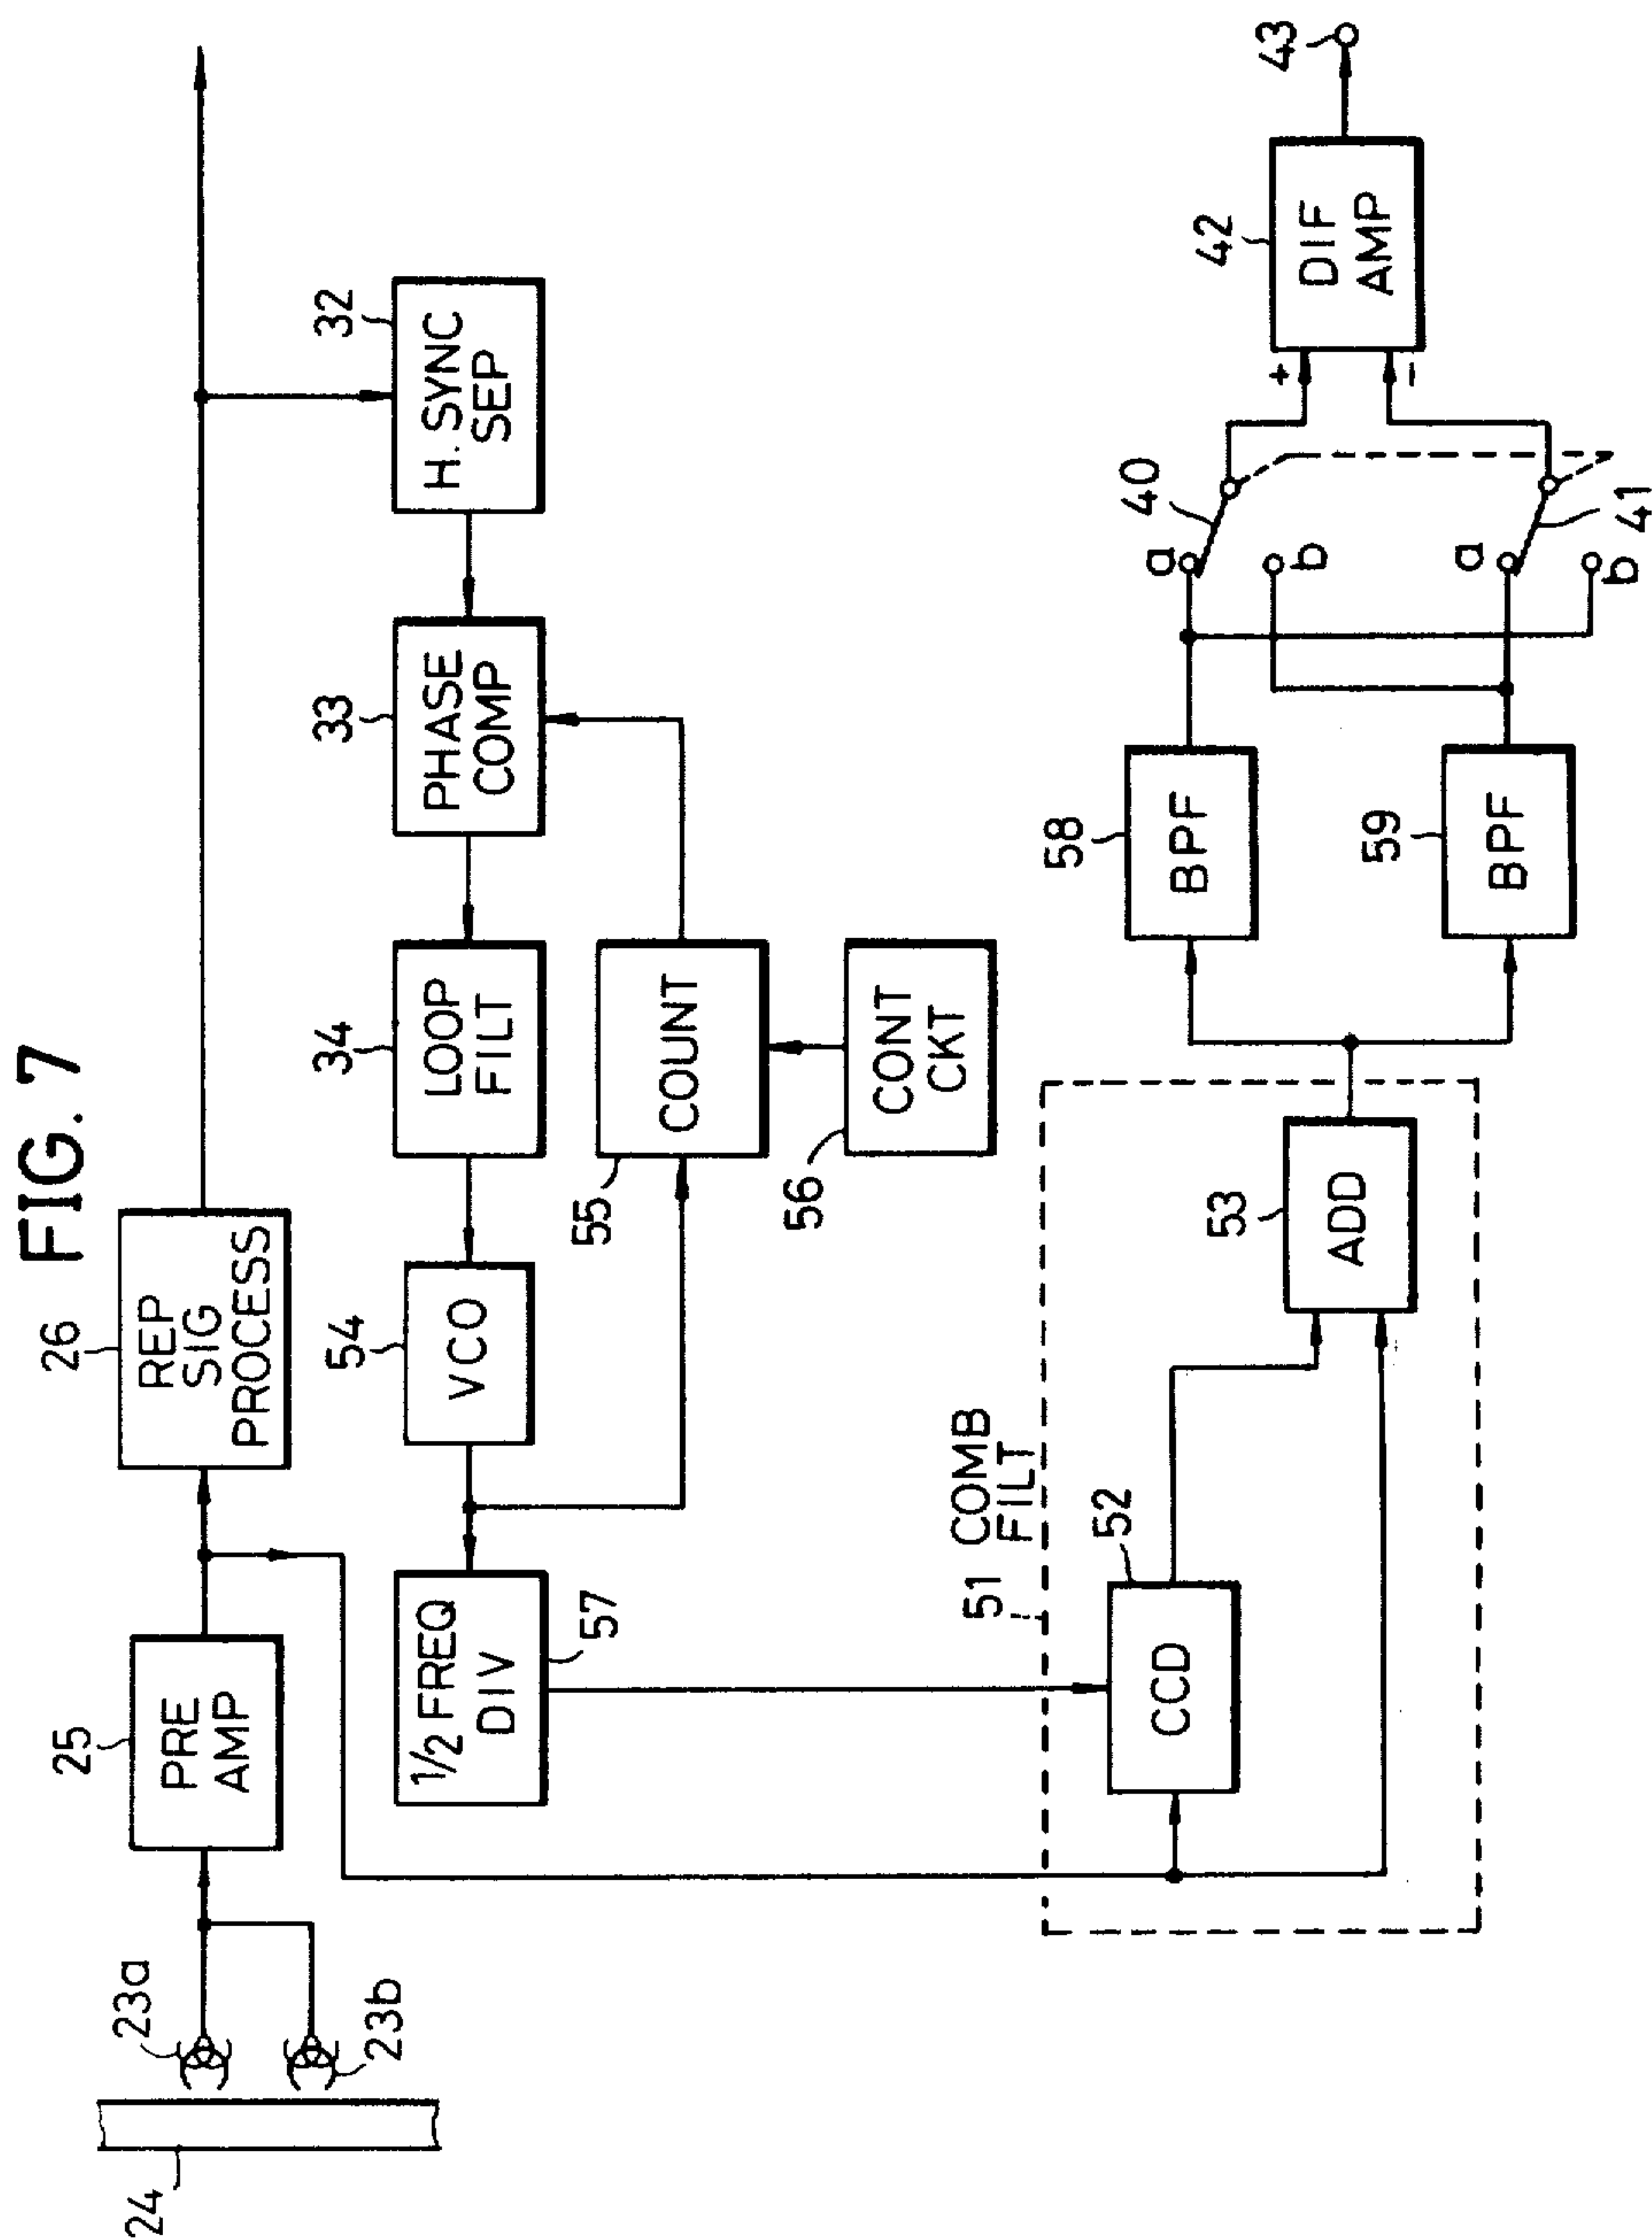 FIG. 7
24
23a
23b
25
PRE
AMP
26
REP
SIG
PROCESS
32
H. SYNC
SEP
33
PHASE
COMP
34
LOOP
FILT
54
VCO
1/2 FREQ
DIV
57
55
COUNT
56
CONT
CKT
51
COMB
FILT
52
CCD
53
ADD
58
BPF
59
BPF
40
a
b
41
a
b
+
−
42
DIF
AMP
43